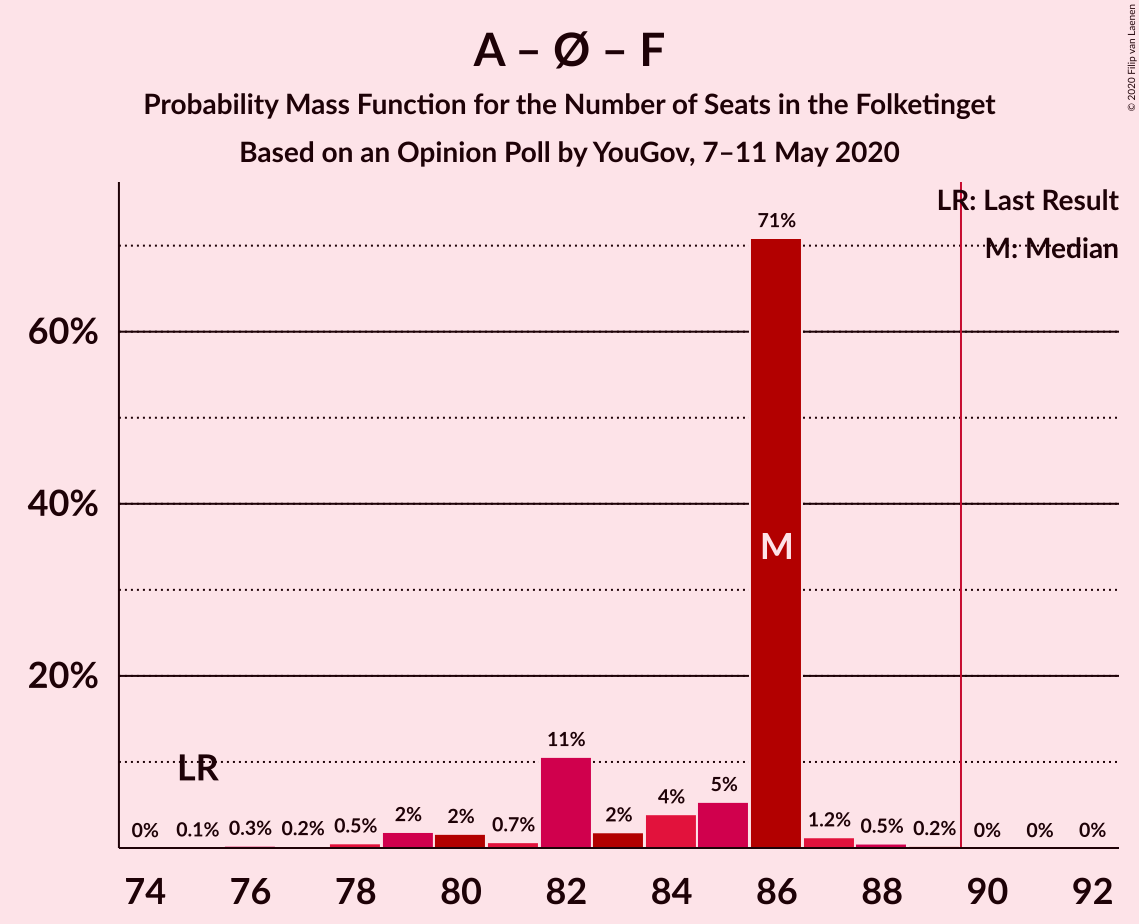 A – Ø – F
Probability Mass Function for the Number of Seats in the Folketinget
Based on an Opinion Poll by YouGov, 7–11 May 2020
© 2020 Filip van Laenen
LR: Last Result
M: Median
71%
60%
40%
M
20%
11%
LR
0% 0.1% 0.3% 0.2% 0.5% 2% 2% 0.7% 2% 4% 5% 1.2% 0.5% 0.2% 0% 0% 0%
74 76 78 80 82 84 86 88 90 92